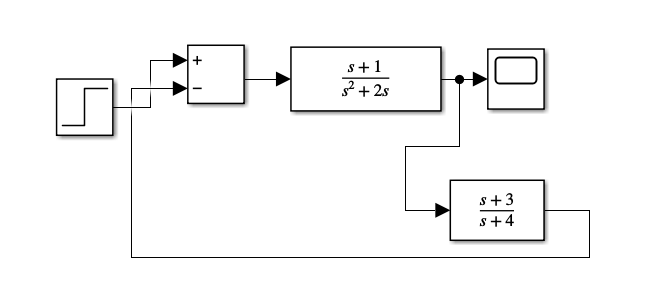 +
−
s + 1
s² + 2s
s + 3
s + 4